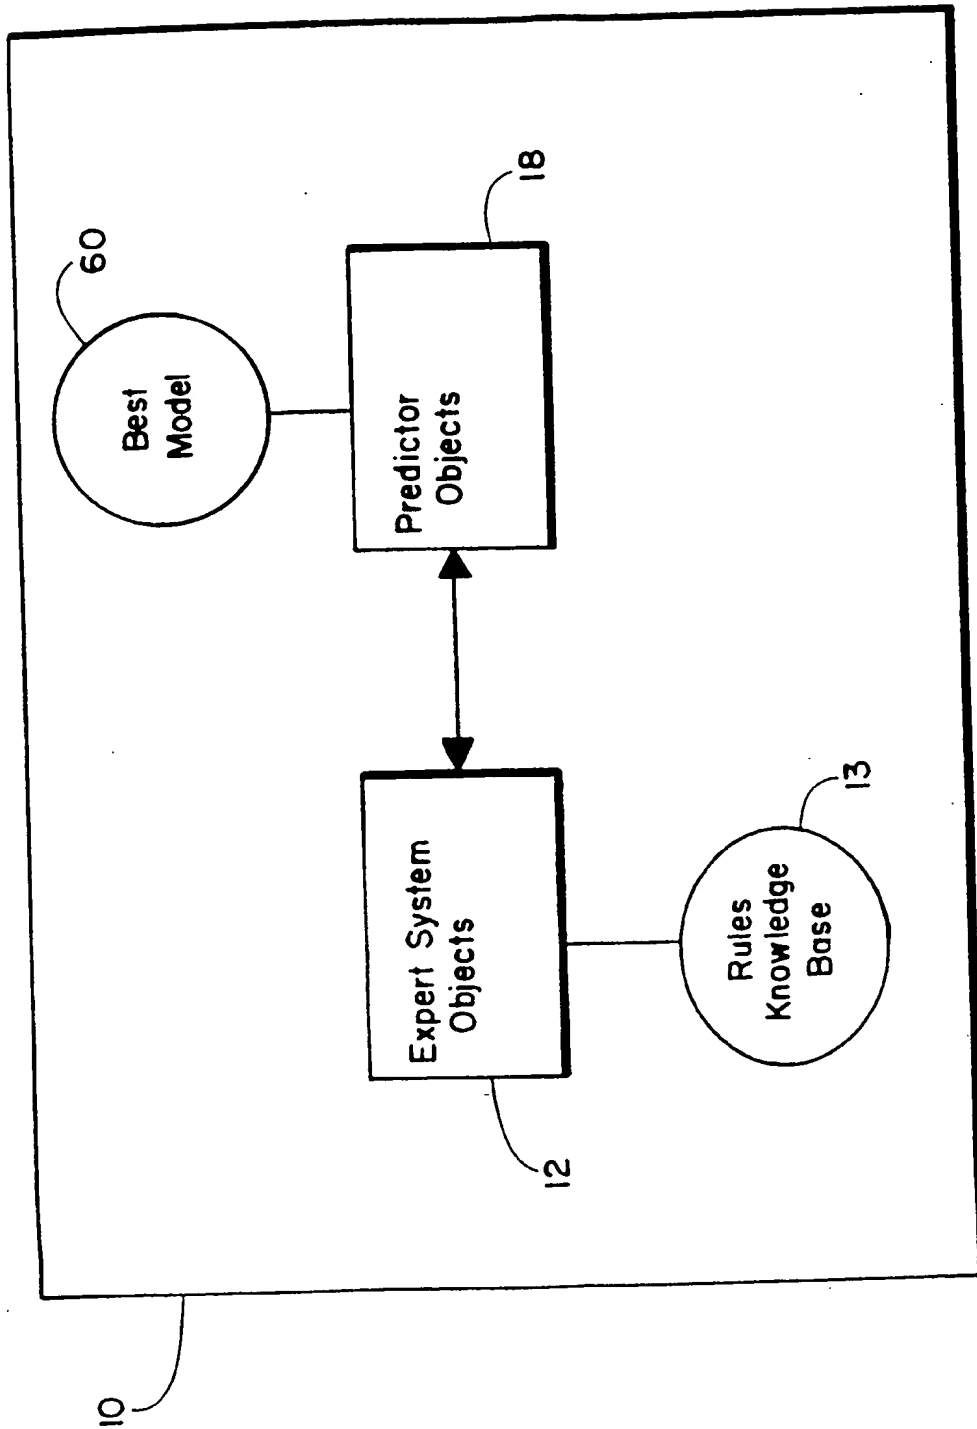 10
12
Expert System
Objects
Rules
Knowledge
Base
13
Predictor
Objects
18
Best
Model
60